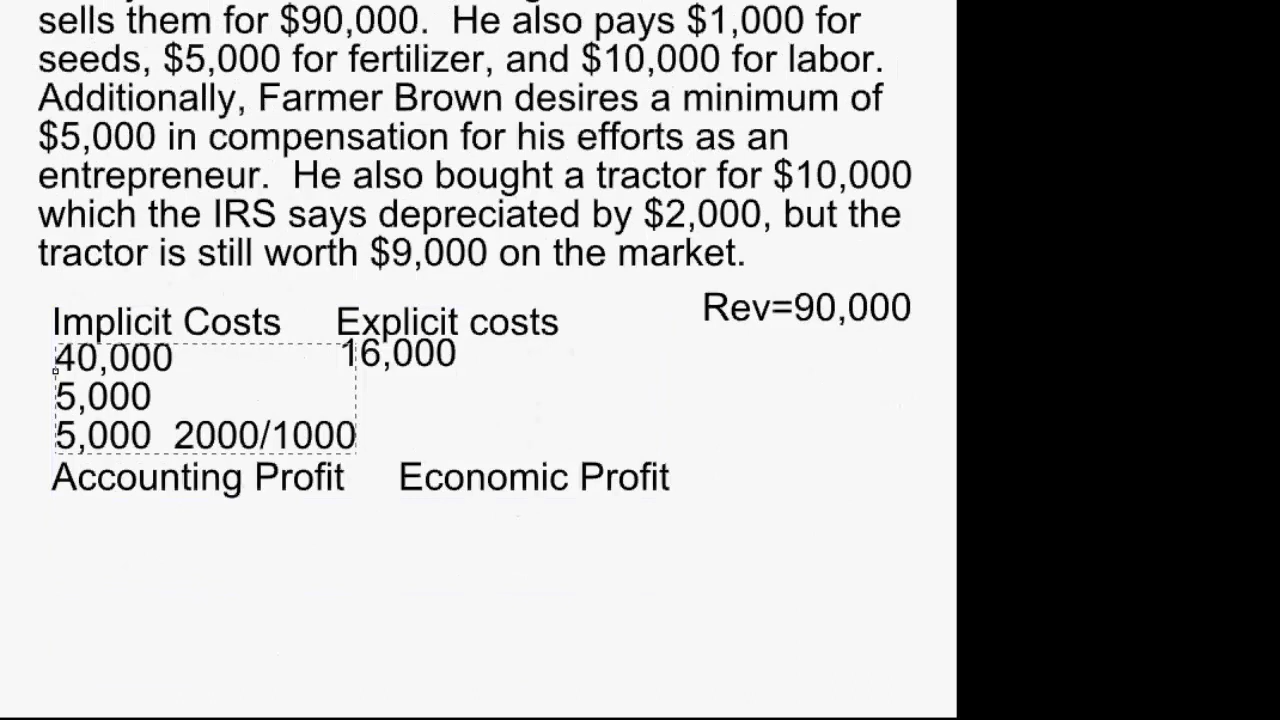 sells them for $90,000. He also pays $1,000 for
seeds, $5,000 for fertilizer, and $10,000 for labor.
Additionally, Farmer Brown desires a minimum of
$5,000 in compensation for his efforts as an
entrepreneur. He also bought a tractor for $10,000
which the IRS says depreciated by $2,000, but the
tractor is still worth $9,000 on the market.
Rev=90,000
Implicit Costs Explicit costs
40,000 16,000
5,000
5,000 2000/1000
Accounting Profit Economic Profit